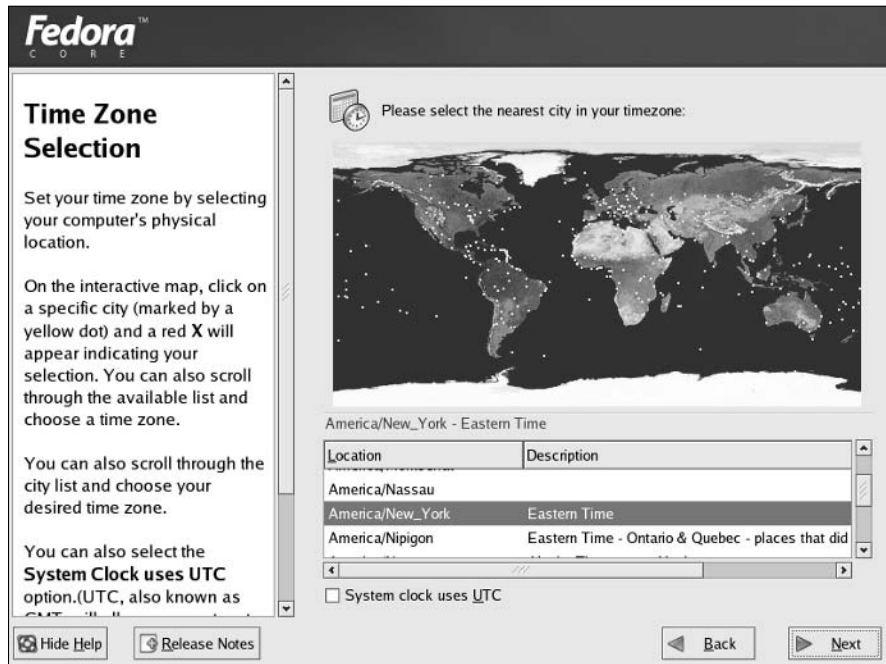 Fedora™
CORE
Time Zone
Selection
Set your time zone by selecting
your computer's physical
location.
On the interactive map, click on
a specific city (marked by a
yellow dot) and a red X will
appear indicating your
selection. You can also scroll
through the available list and
choose a time zone.
You can also scroll through the
city list and choose your
desired time zone.
You can also select the
System Clock uses UTC
option.(UTC, also known as
Please select the nearest city in your timezone:
America/New_York - Eastern Time
Location Description
America/Nassau
America/New_York Eastern Time
America/Nipigon Eastern Time - Ontario & Quebec - places that did
System clock uses UTC
Hide Help
Release Notes
Back
Next